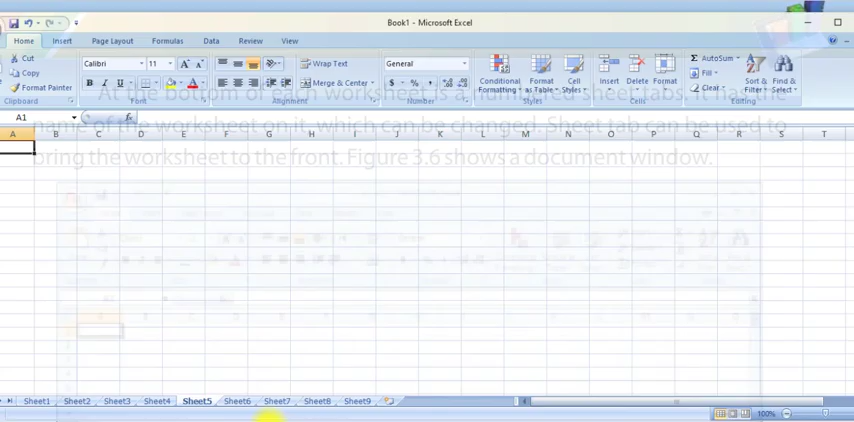 Book1 - Microsoft Excel
Home Insert Page Layout Formulas Data Review View
Cut Calibri 11 Wrap Text General Σ AutoSum
Copy Conditional Formatting Format as Table Cell Styles Insert Delete Format Fill Sort & Filter Find & Select
Format Painter B I U A Merge & Center $ % , Clear
Clipboard Font Alignment Number Styles Cells Editing
At the bottom of each worksheet is a numbered sheet tabs. It has the
A1 fx
name of the worksheet on it, which can be changed. Sheet tab can be used to
A B C D E F G H I J K L M N O P Q R S T
bring the worksheet to the front. Figure 3.6 shows a document window.
Sheet1 Sheet2 Sheet3 Sheet4 Sheet5 Sheet6 Sheet7 Sheet8 Sheet9
100%